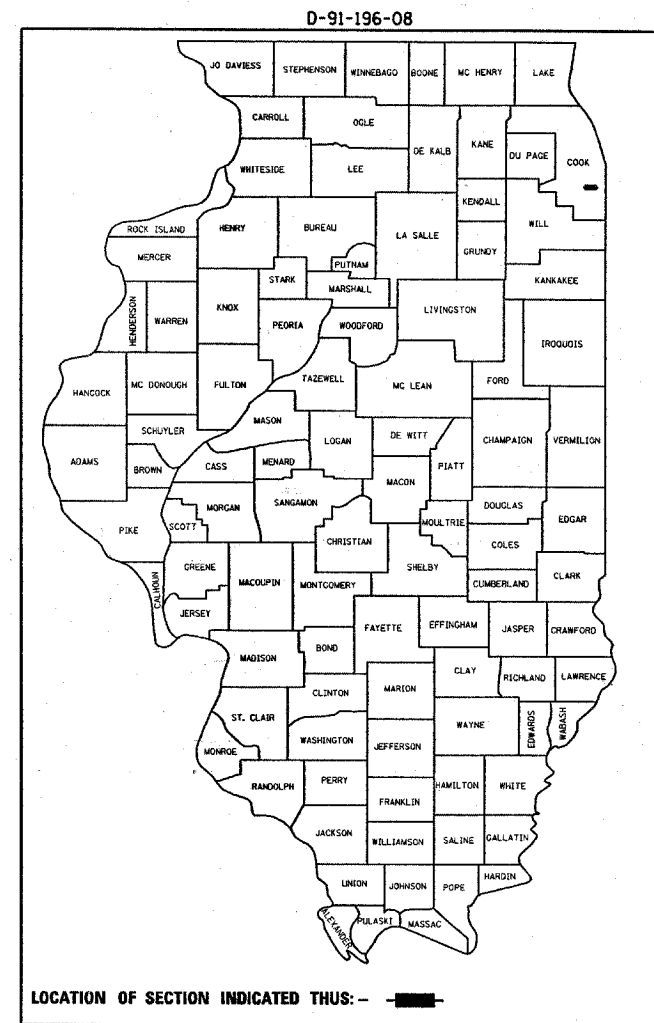 D-91-196-08
JO DAVIESS STEPHENSON WINNEBAGO BOONE MC HENRY LAKE
CARROLL OGLE DE KALB KANE DU PAGE COOK
WHITESIDE LEE KENDALL WILL
ROCK ISLAND HENRY BUREAU LA SALLE GRUNDY
MERCER PUTNAM KANKAKEE
STARK MARSHALL
HENDERSON WARREN KNOX PEORIA WOODFORD LIVINGSTON IROQUOIS
HANCOCK MC DONOUGH FULTON TAZEWELL MC LEAN FORD
SCHUYLER MASON LOGAN DE WITT CHAMPAIGN VERMILION
ADAMS BROWN CASS MENARD MACON PIATT
PIKE SCOTT MORGAN SANGAMON CHRISTIAN MOULTRIE DOUGLAS EDGAR
COLES
CALHOUN GREENE MACOUPIN MONTGOMERY SHELBY CUMBERLAND CLARK
JERSEY FAYETTE EFFINGHAM JASPER CRAWFORD
MADISON BOND CLAY RICHLAND LAWRENCE
CLINTON MARION
ST. CLAIR WAYNE EDWARDS WABASH
MONROE WASHINGTON JEFFERSON
RANDOLPH PERRY HAMILTON WHITE
FRANKLIN
JACKSON WILLIAMSON SALINE GALLATIN
UNION JOHNSON POPE HARDIN
ALEXANDER PULASKI MASSAC
LOCATION OF SECTION INDICATED THUS: –